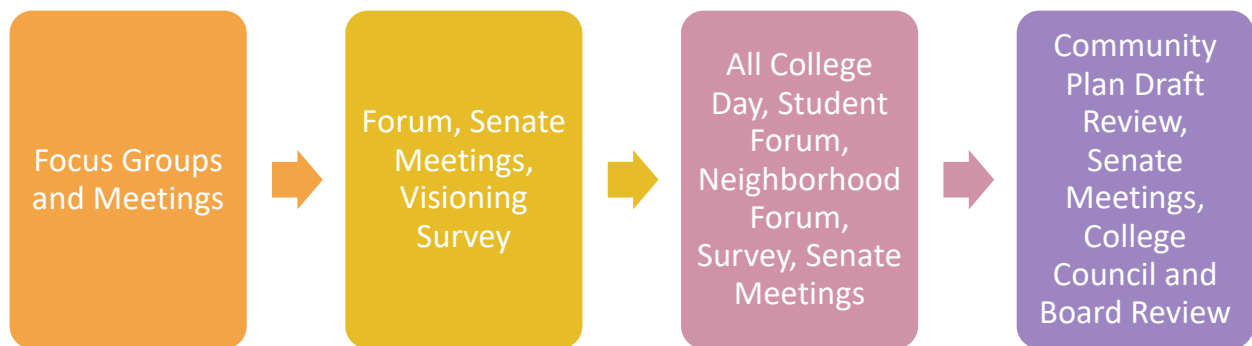 Focus Groups
and Meetings
Forum, Senate
Meetings,
Visioning
Survey
All College
Day, Student
Forum,
Neighborhood
Forum,
Survey, Senate
Meetings
Community
Plan Draft
Review,
Senate
Meetings,
College
Council and
Board Review